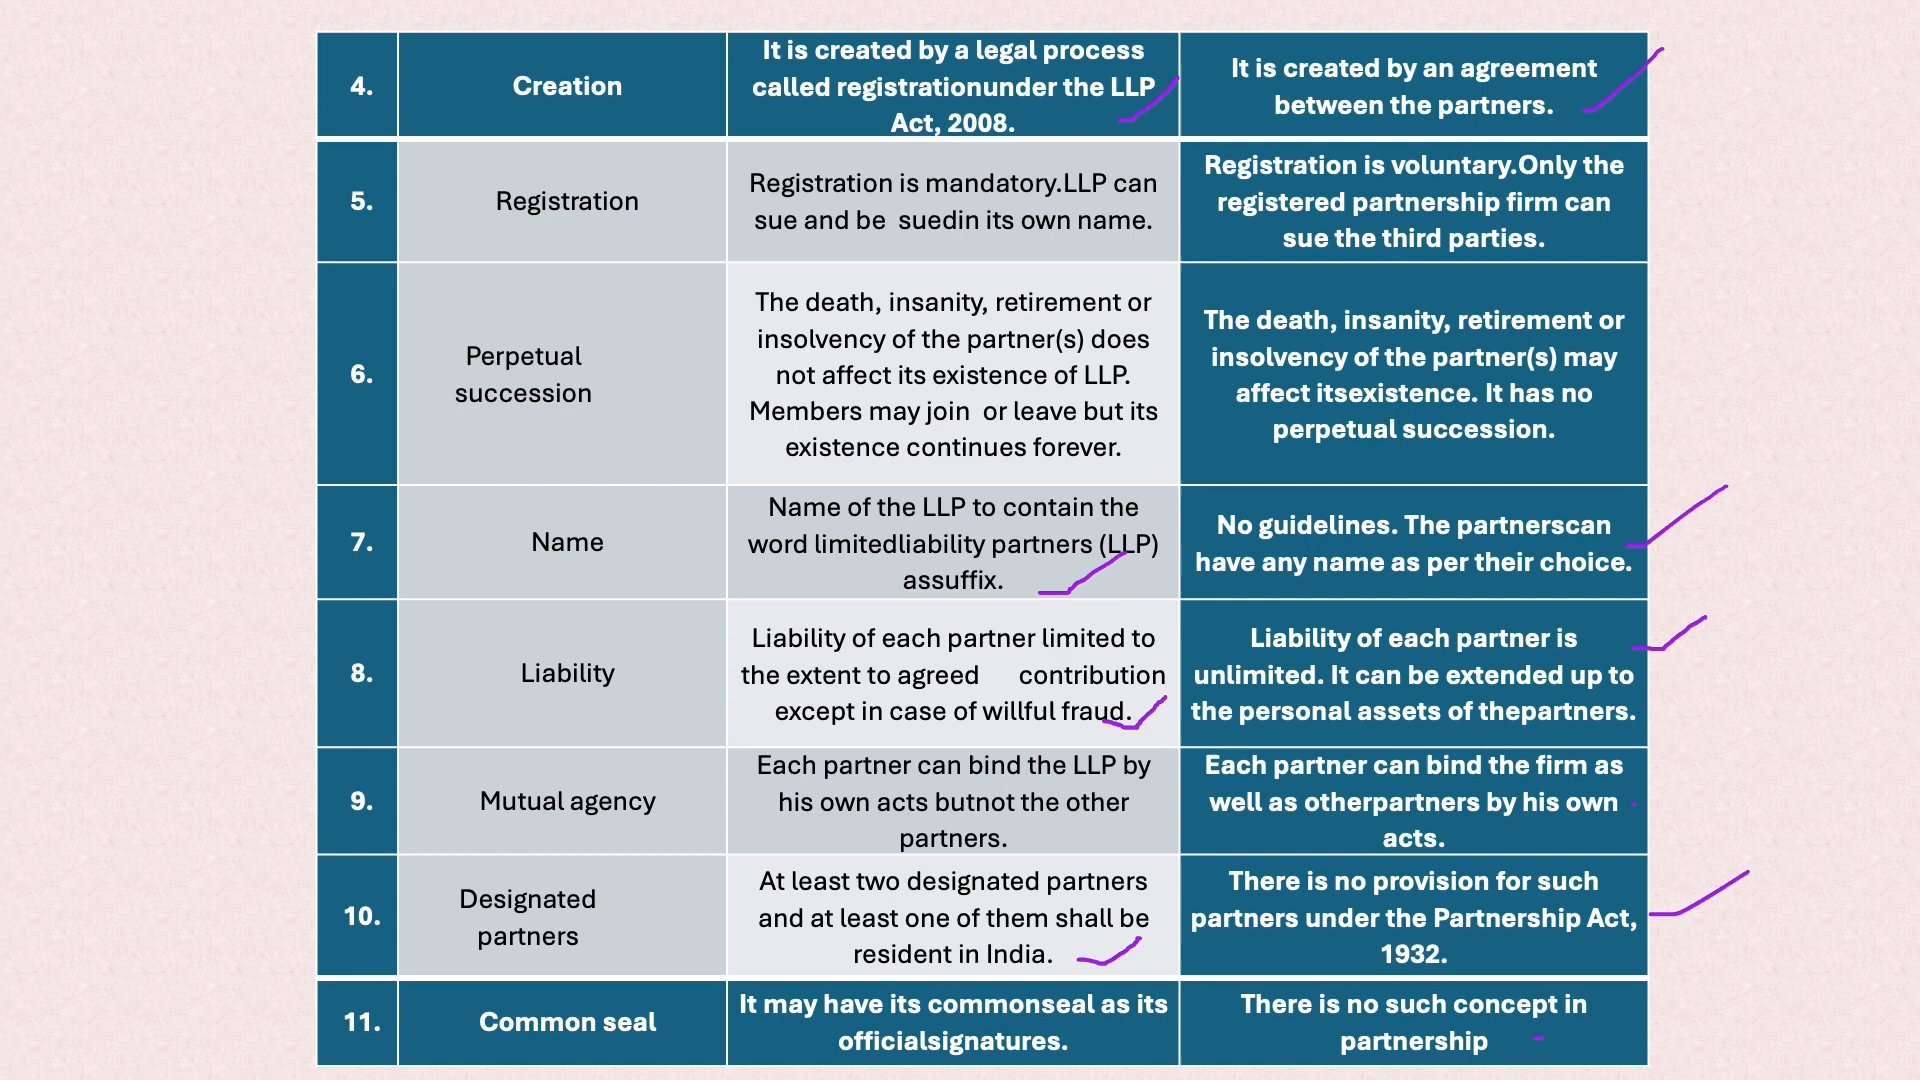 4.
Creation
It is created by a legal process
called registrationunder the LLP
Act, 2008.
It is created by an agreement
between the partners.
5.
Registration
Registration is mandatory.LLP can
sue and be  suedin its own name.
Registration is voluntary.Only the
registered partnership firm can
sue the third parties.
6.
Perpetual
succession
The death, insanity, retirement or
insolvency of the partner(s) does
not affect its existence of LLP.
Members may join  or leave but its
existence continues forever.
The death, insanity, retirement or
insolvency of the partner(s) may
affect itsexistence. It has no
perpetual succession.
7.
Name
Name of the LLP to contain the
word limitedliability partners (LLP)
assuffix.
No guidelines. The partnerscan
have any name as per their choice.
8.
Liability
Liability of each partner limited to
the extent to agreed contribution
except in case of willful fraud.
Liability of each partner is
unlimited. It can be extended up to
the personal assets of thepartners.
9.
Mutual agency
Each partner can bind the LLP by
his own acts butnot the other
partners.
Each partner can bind the firm as
well as otherpartners by his own
acts.
10.
Designated
partners
At least two designated partners
and at least one of them shall be
resident in India.
There is no provision for such
partners under the Partnership Act,
1932.
11.
Common seal
It may have its commonseal as its
officialsignatures.
There is no such concept in
partnership